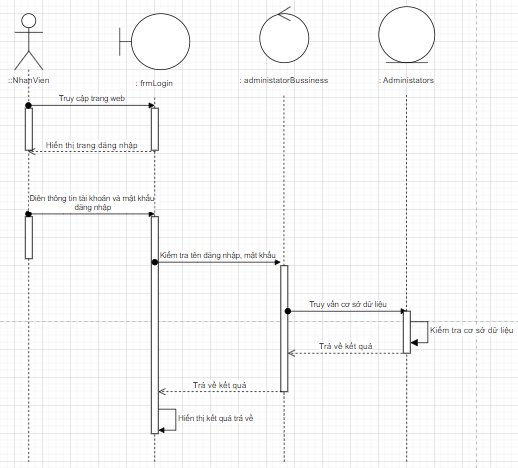 ::NhanVien
: frmLogin
: administatorBussiness
: Administators
Truy cập trang web
Hiển thị trang đăng nhập
Điền thông tin tài khoản và mật khẩu
đăng nhập
Kiểm tra tên đăng nhập, mật khẩu
Truy vấn cơ sở dữ liệu
Kiểm tra cơ sở dữ liệu
Trả về kết quả
Trả về kết quả
Hiển thị kết quả trả về